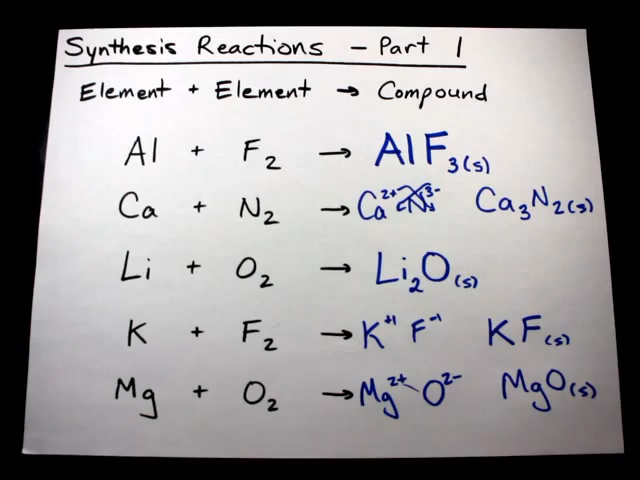 Synthesis Reactions - Part 1
Element + Element → Compound
Al + F₂ → AlF₃(s)
Ca + N₂ → Ca²⁺ N³⁻ Ca₃N₂(s)
Li + O₂ → Li₂O(s)
K + F₂ → K⁺¹ F⁻¹ KF(s)
Mg + O₂ → Mg²⁺ O²⁻ MgO(s)